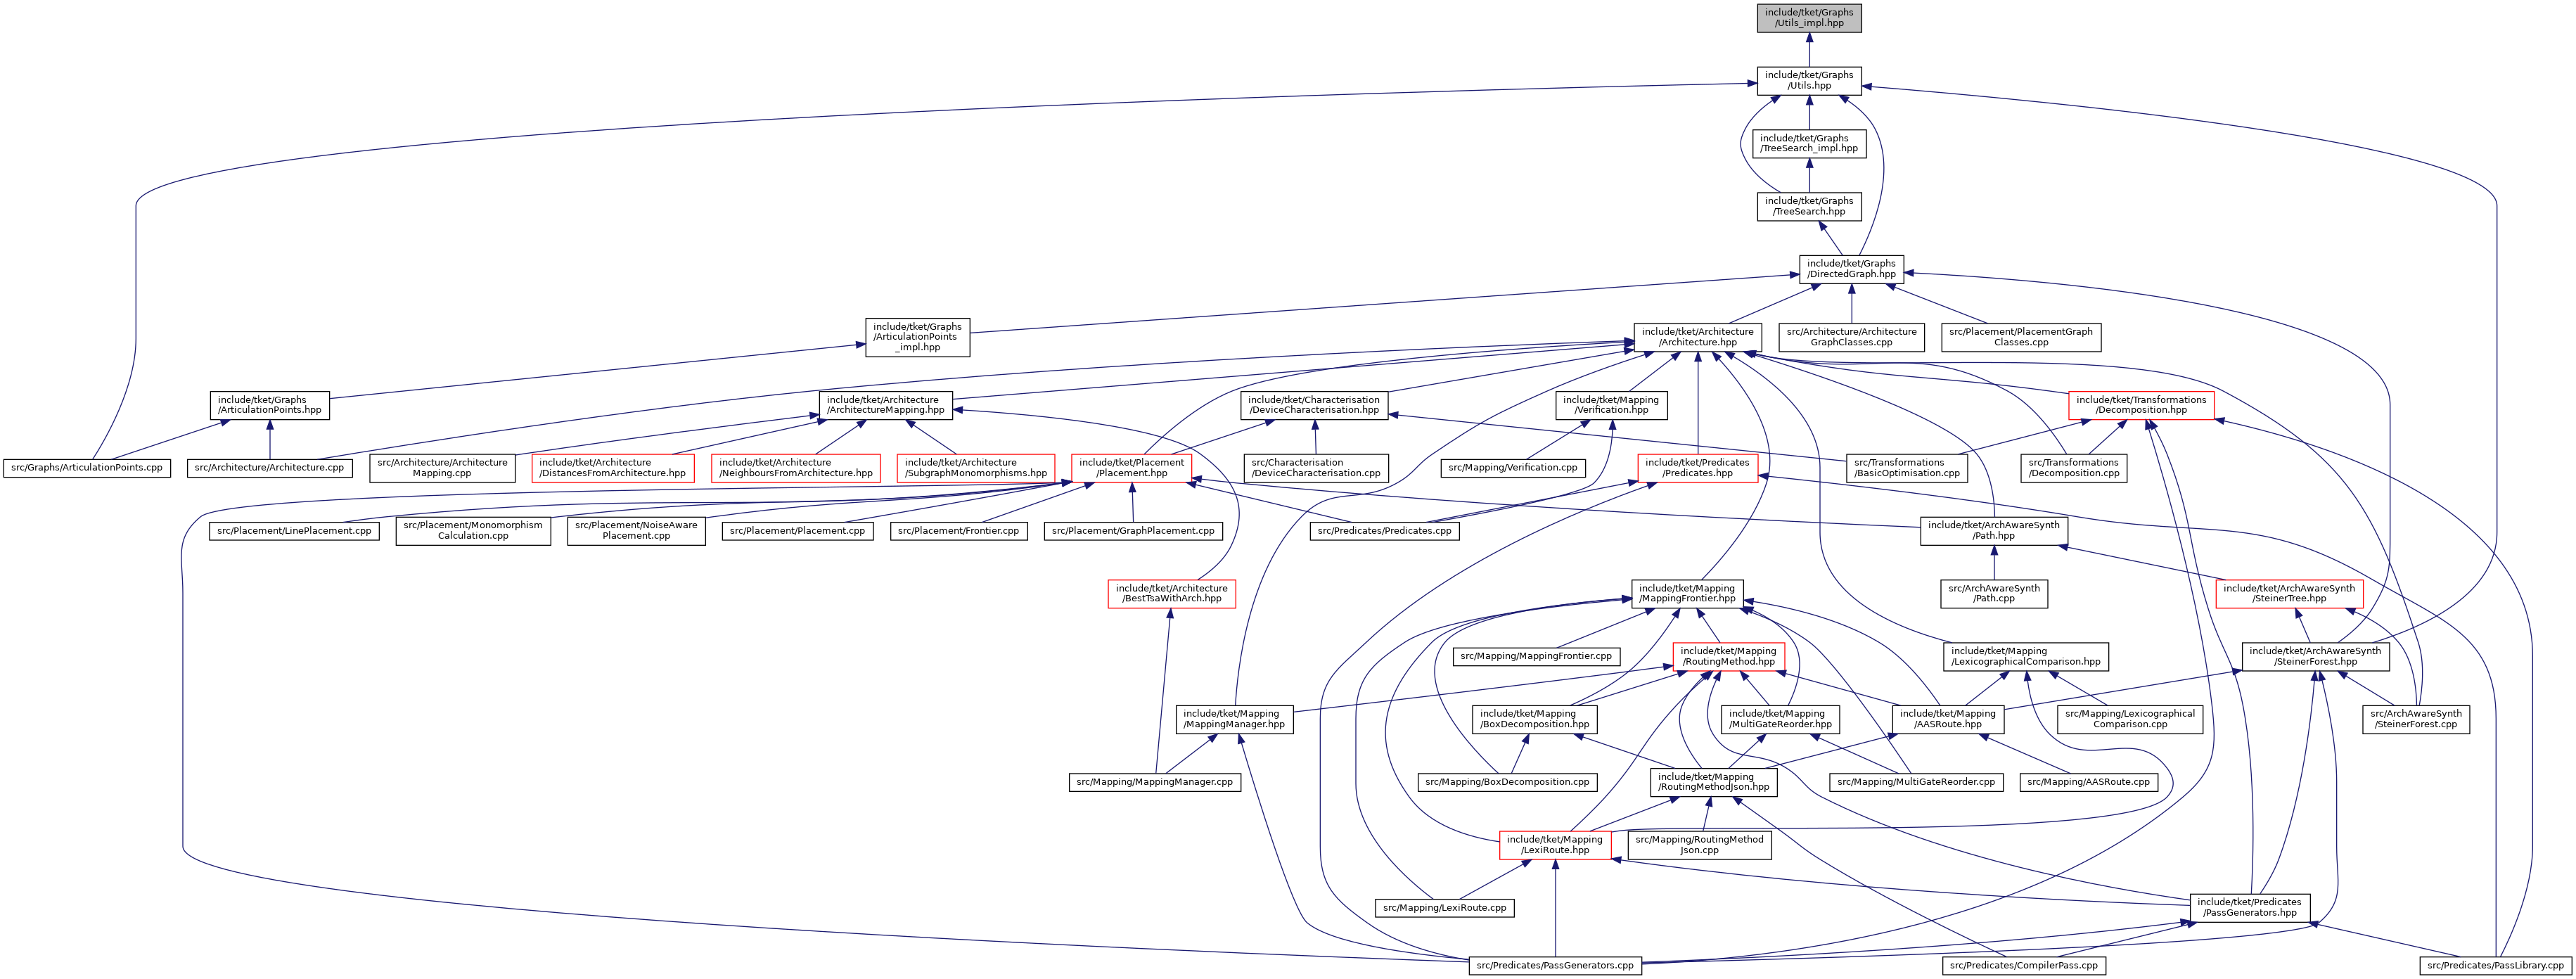 include/tket/Graphs
/Utils_impl.hpp
include/tket/Graphs
/Utils.hpp
include/tket/Graphs
/TreeSearch_impl.hpp
include/tket/Graphs
/TreeSearch.hpp
include/tket/Graphs
/DirectedGraph.hpp
include/tket/Graphs
/ArticulationPoints
_impl.hpp
include/tket/Architecture
/Architecture.hpp
src/Architecture/Architecture
GraphClasses.cpp
src/Placement/PlacementGraph
Classes.cpp
include/tket/Graphs
/ArticulationPoints.hpp
include/tket/Architecture
/ArchitectureMapping.hpp
include/tket/Characterisation
/DeviceCharacterisation.hpp
include/tket/Mapping
/Verification.hpp
include/tket/Transformations
/Decomposition.hpp
src/Graphs/ArticulationPoints.cpp
src/Architecture/Architecture.cpp
src/Architecture/Architecture
Mapping.cpp
include/tket/Architecture
/DistancesFromArchitecture.hpp
include/tket/Architecture
/NeighboursFromArchitecture.hpp
include/tket/Architecture
/SubgraphMonomorphisms.hpp
include/tket/Placement
/Placement.hpp
src/Characterisation
/DeviceCharacterisation.cpp
src/Mapping/Verification.cpp
include/tket/Predicates
/Predicates.hpp
src/Transformations
/BasicOptimisation.cpp
src/Transformations
/Decomposition.cpp
src/Placement/LinePlacement.cpp
src/Placement/Monomorphism
Calculation.cpp
src/Placement/NoiseAware
Placement.cpp
src/Placement/Placement.cpp
src/Placement/Frontier.cpp
src/Placement/GraphPlacement.cpp
src/Predicates/Predicates.cpp
include/tket/ArchAwareSynth
/Path.hpp
include/tket/Architecture
/BestTsaWithArch.hpp
include/tket/Mapping
/MappingFrontier.hpp
src/ArchAwareSynth
/Path.cpp
include/tket/ArchAwareSynth
/SteinerTree.hpp
src/Mapping/MappingFrontier.cpp
include/tket/Mapping
/RoutingMethod.hpp
include/tket/Mapping
/LexicographicalComparison.hpp
include/tket/ArchAwareSynth
/SteinerForest.hpp
include/tket/Mapping
/MappingManager.hpp
include/tket/Mapping
/BoxDecomposition.hpp
include/tket/Mapping
/MultiGateReorder.hpp
include/tket/Mapping
/AASRoute.hpp
src/Mapping/Lexicographical
Comparison.cpp
src/ArchAwareSynth
/SteinerForest.cpp
src/Mapping/MappingManager.cpp
src/Mapping/BoxDecomposition.cpp
include/tket/Mapping
/RoutingMethodJson.hpp
src/Mapping/MultiGateReorder.cpp
src/Mapping/AASRoute.cpp
include/tket/Mapping
/LexiRoute.hpp
src/Mapping/RoutingMethod
Json.cpp
src/Mapping/LexiRoute.cpp
include/tket/Predicates
/PassGenerators.hpp
src/Predicates/PassGenerators.cpp
src/Predicates/CompilerPass.cpp
src/Predicates/PassLibrary.cpp